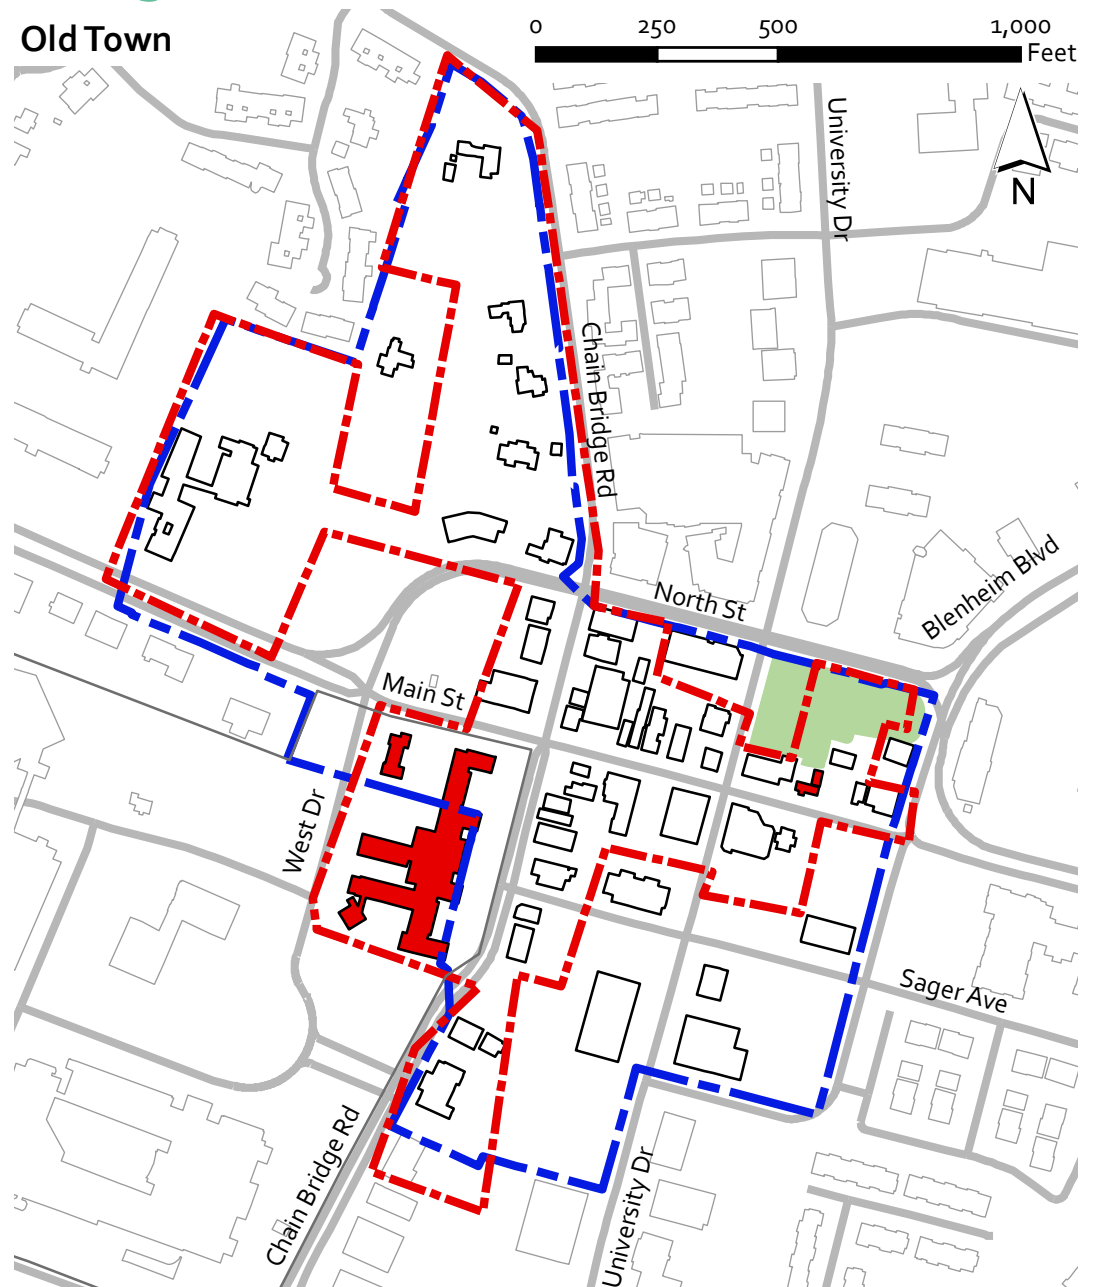 Old Town
0 250 500 1,000
Feet
N
University Dr
Chain Bridge Rd
North St
Blenheim Blvd
Main St
West Dr
Sager Ave
Chain Bridge Rd
University Dr